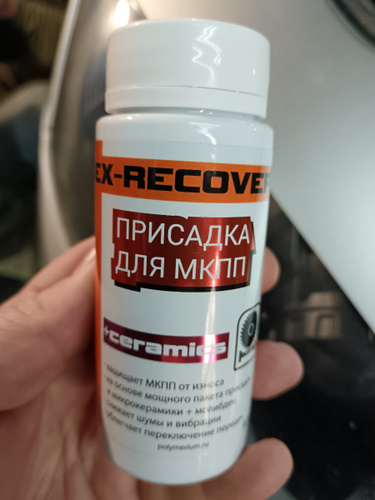 EX-RECOVER
ПРИСАДКА
ДЛЯ МКПП
+ceramics
защищает МКПП от износа
на основе мощного пакета присадок
и микрокерамики + молибден
снижает шумы и вибрации
облегчает переключение передач
polymerium.ru